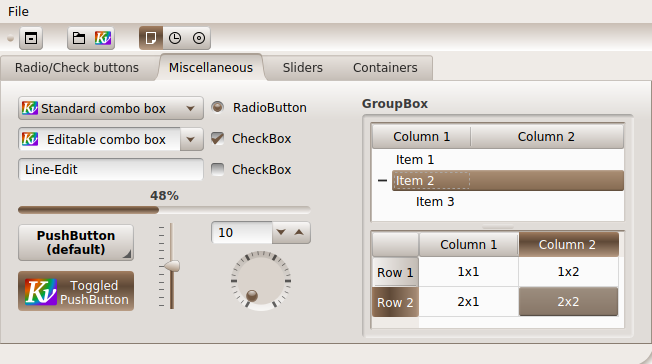 File
Radio/Check buttons
Miscellaneous
Sliders
Containers
Standard combo box
RadioButton
Editable combo box
CheckBox
Line-Edit
CheckBox
48%
PushButton
(default)
10
Toggled
PushButton
GroupBox
Column 1
Column 2
Item 1
Item 2
Item 3
Column 1
Column 2
Row 1
1x1
1x2
Row 2
2x1
2x2